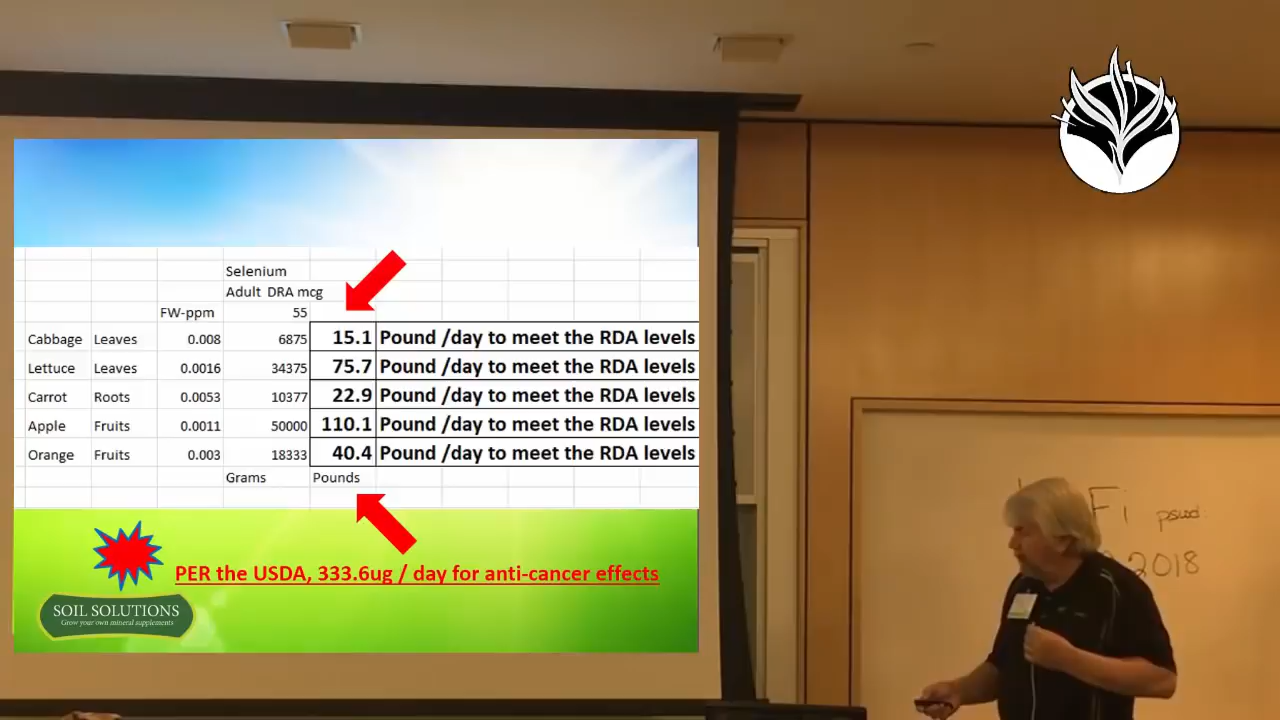 Selenium
Adult DRA mcg
FW-ppm 55
Cabbage Leaves 0.008 6875 15.1 Pound /day to meet the RDA levels
Lettuce Leaves 0.0016 34375 75.7 Pound /day to meet the RDA levels
Carrot Roots 0.0053 10377 22.9 Pound /day to meet the RDA levels
Apple Fruits 0.0011 50000 110.1 Pound /day to meet the RDA levels
Orange Fruits 0.003 18333 40.4 Pound /day to meet the RDA levels
Grams Pounds
PER the USDA, 333.6ug / day for anti-cancer effects
SOIL SOLUTIONS
Grow your own mineral supplements
Fi pswd:
2018